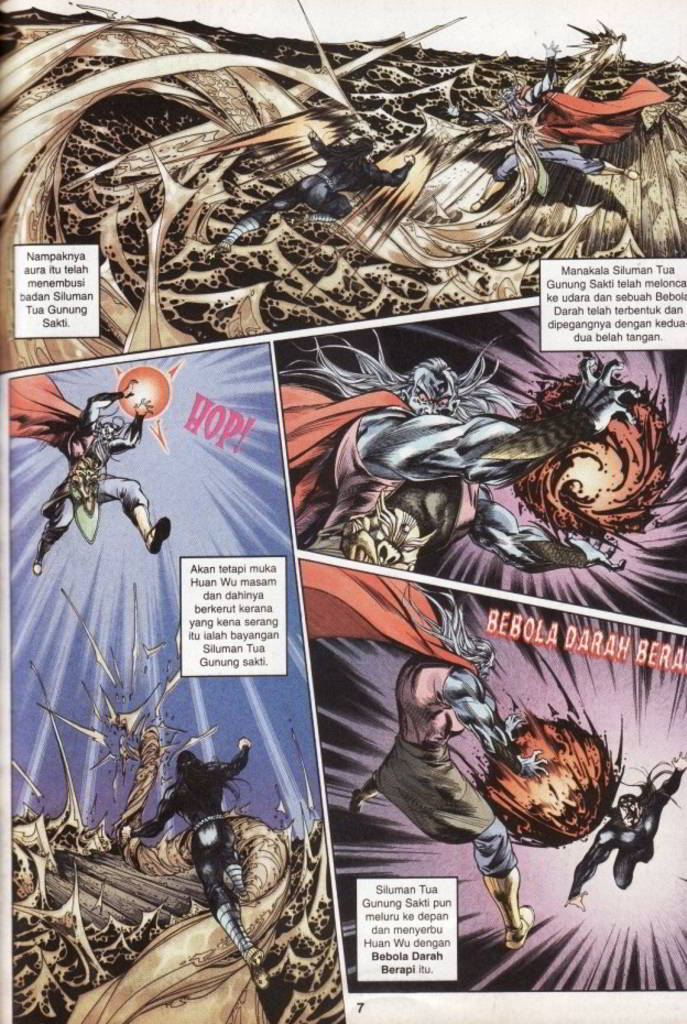 Nampaknya
aura itu telah
menembusi
badan Siluman
Tua Gunung
Sakti.
Manakala Siluman Tua
Gunung Sakti telah melonca
ke udara dan sebuah Bebola
Darah telah terbentuk dan
dipegangnya dengan kedua-
dua belah tangan.
HOP!
Akan tetapi muka
Huan Wu masam
dan dahinya
berkerut kerana
yang kena serang
itu ialah bayangan
Siluman Tua
Gunung sakti.
BEBOLA DARAH BERA
Siluman Tua
Gunung Sakti pun
meluru ke depan
dan menyerbu
Huan Wu dengan
Bebola Darah
Berapi itu.
7